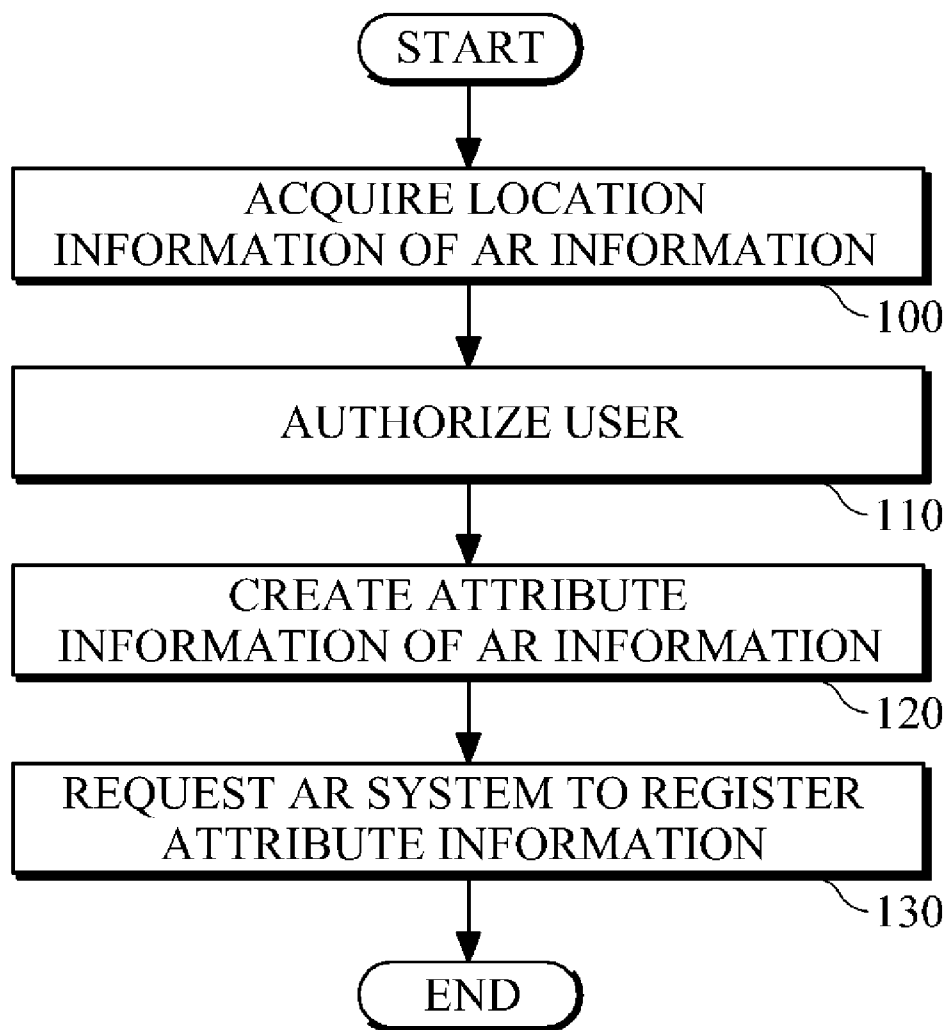 START
ACQUIRE LOCATION
INFORMATION OF AR INFORMATION
100
AUTHORIZE USER
110
CREATE ATTRIBUTE
INFORMATION OF AR INFORMATION
120
REQUEST AR SYSTEM TO REGISTER
ATTRIBUTE INFORMATION
130
END